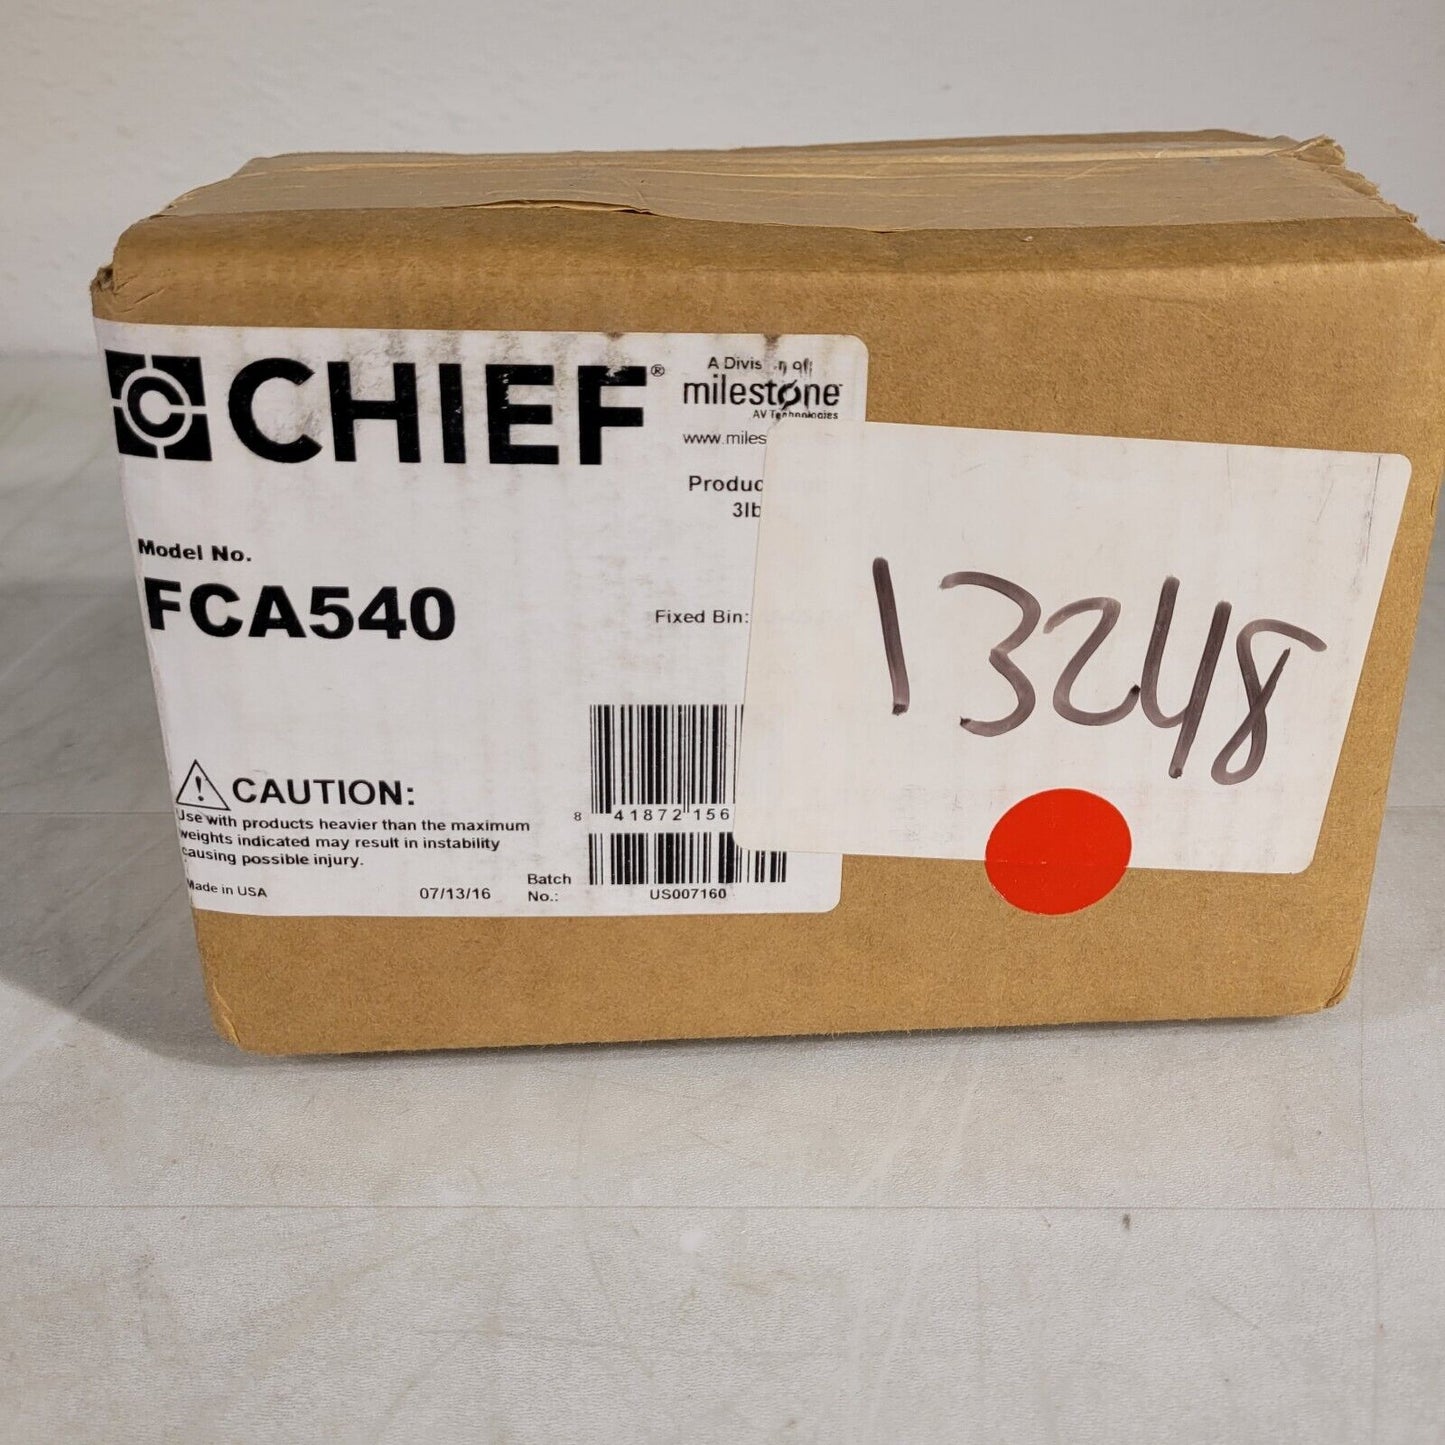 CHIEF®
A Division of
milestone
AV Technologies
www.miles
Produc
3lb
Model No.
FCA540
Fixed Bin:
13248
CAUTION:
Use with products heavier than the maximum
weights indicated may result in instability
causing possible injury.
8 41872 156
Made in USA
07/13/16
Batch
No.:
US007160